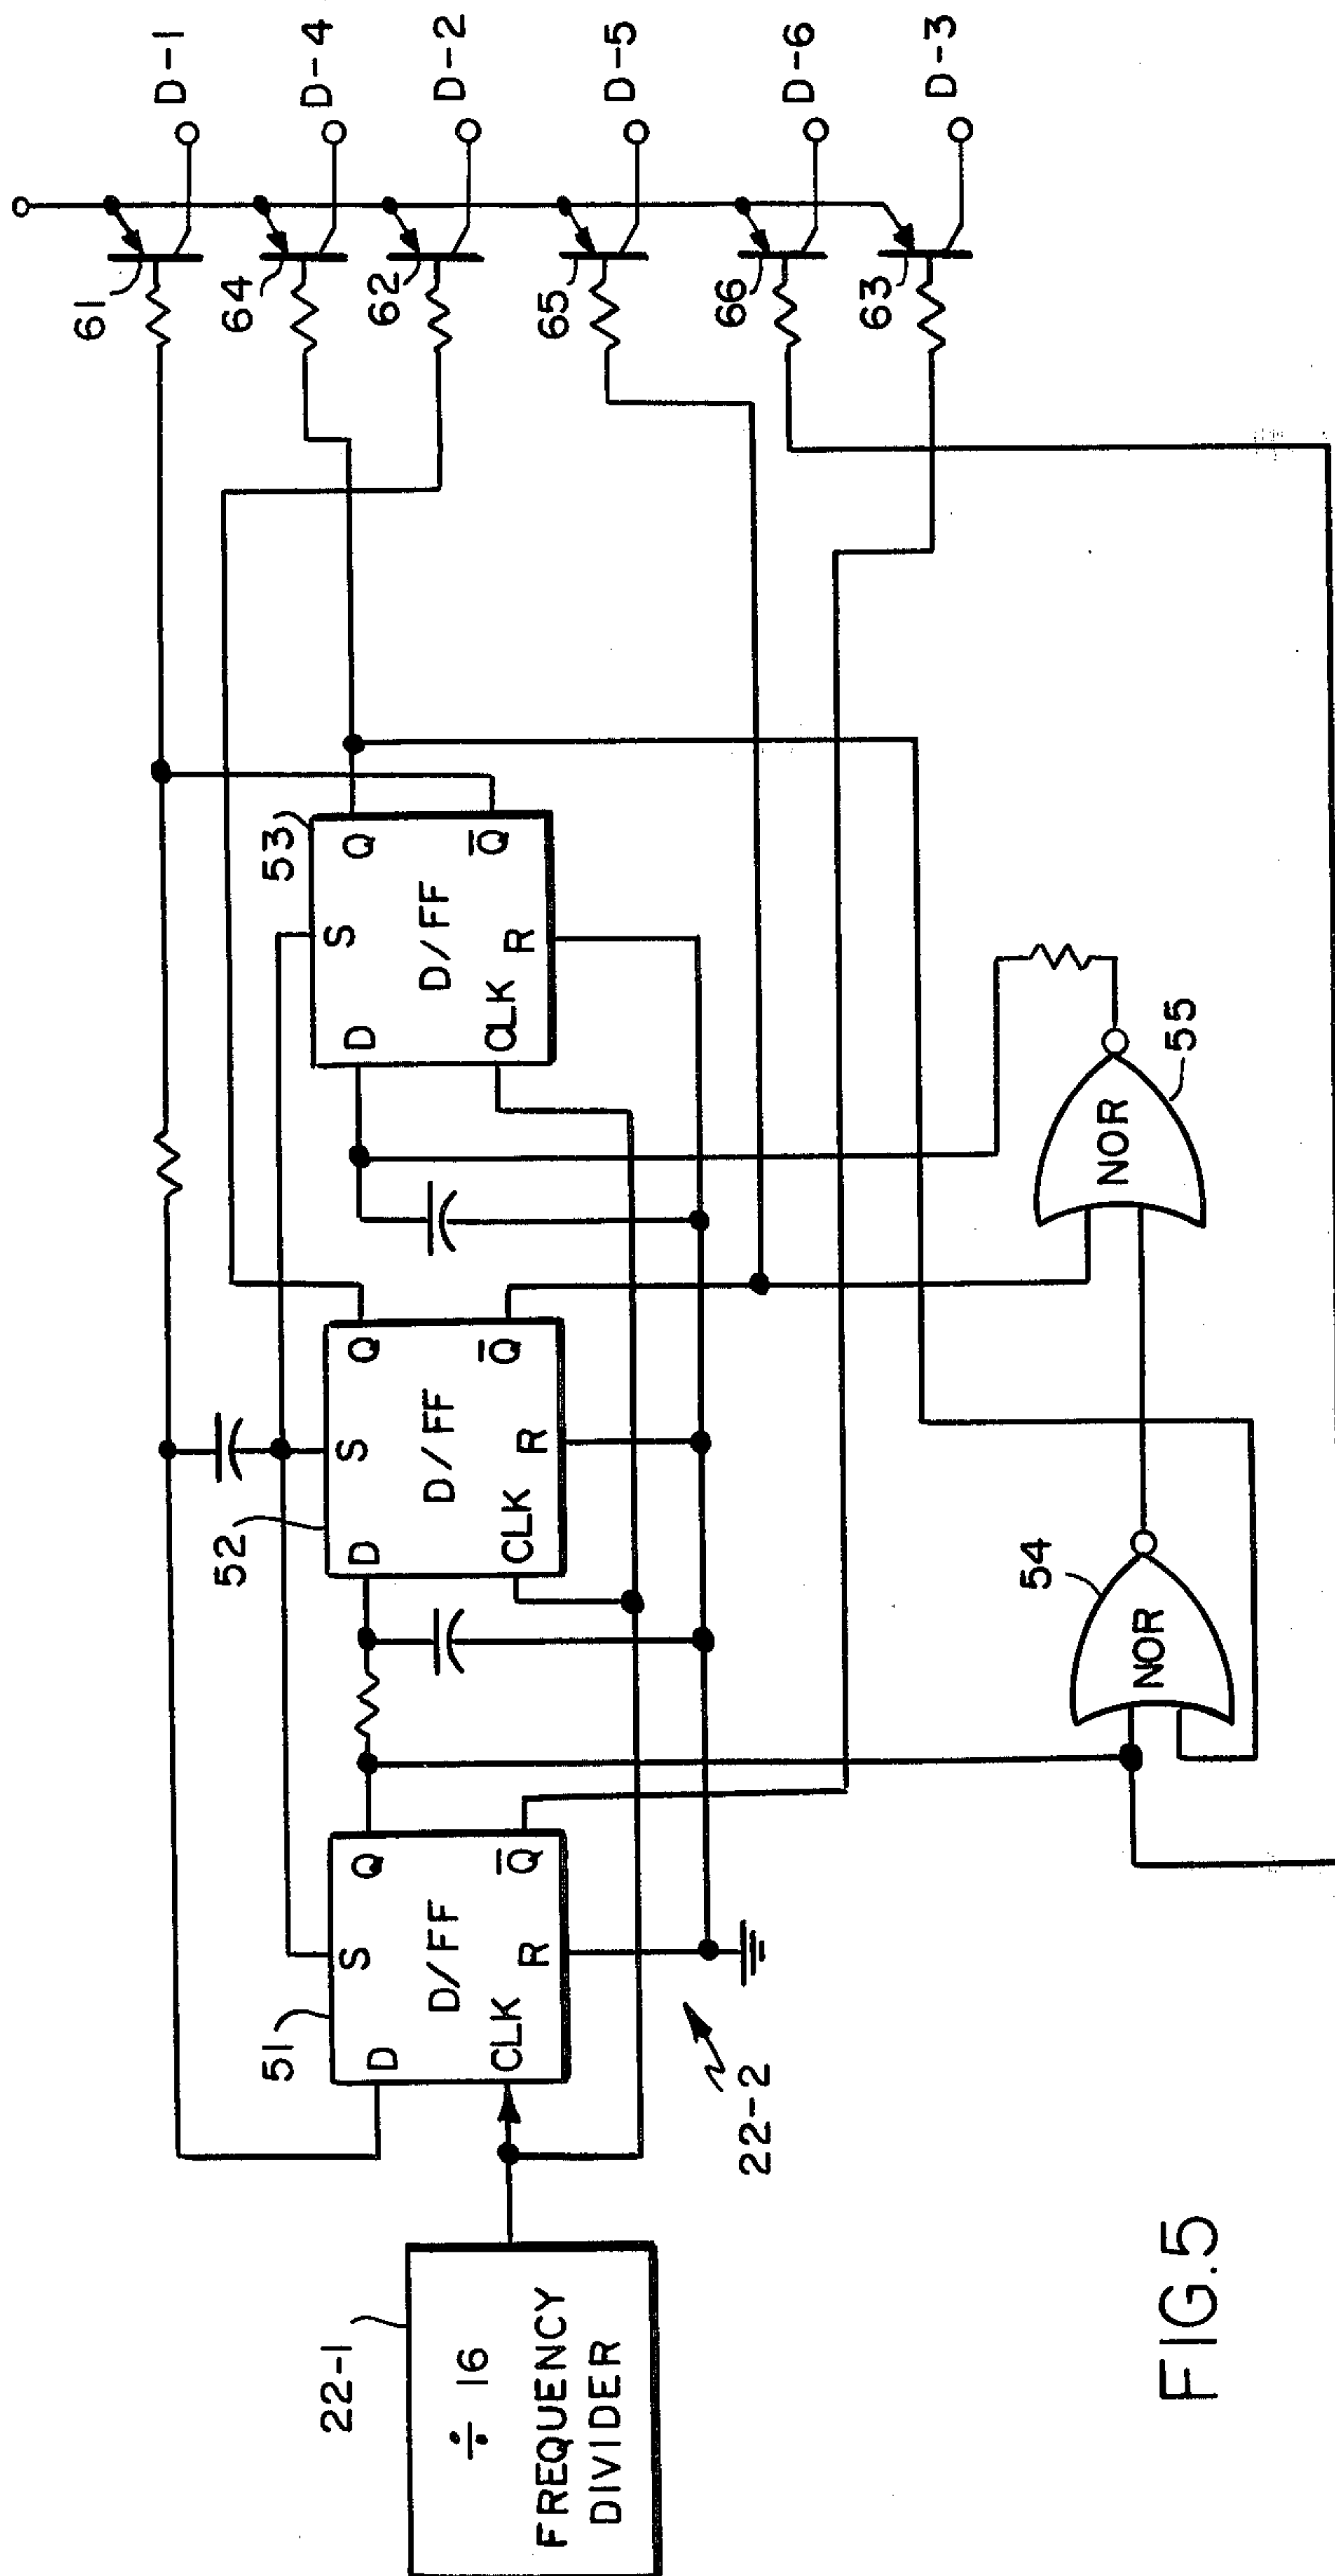 22-1
÷ 16
FREQUENCY
DIVIDER
51
D
Q
S
D/FF
CLK
R
Q̅
22-2
52
D
Q
S
D/FF
CLK
R
Q̅
53
D
Q
S
D/FF
CLK
R
Q̅
54
NOR
55
NOR
61
D-1
64
D-4
62
D-2
65
D-5
66
D-6
63
D-3
FIG.5